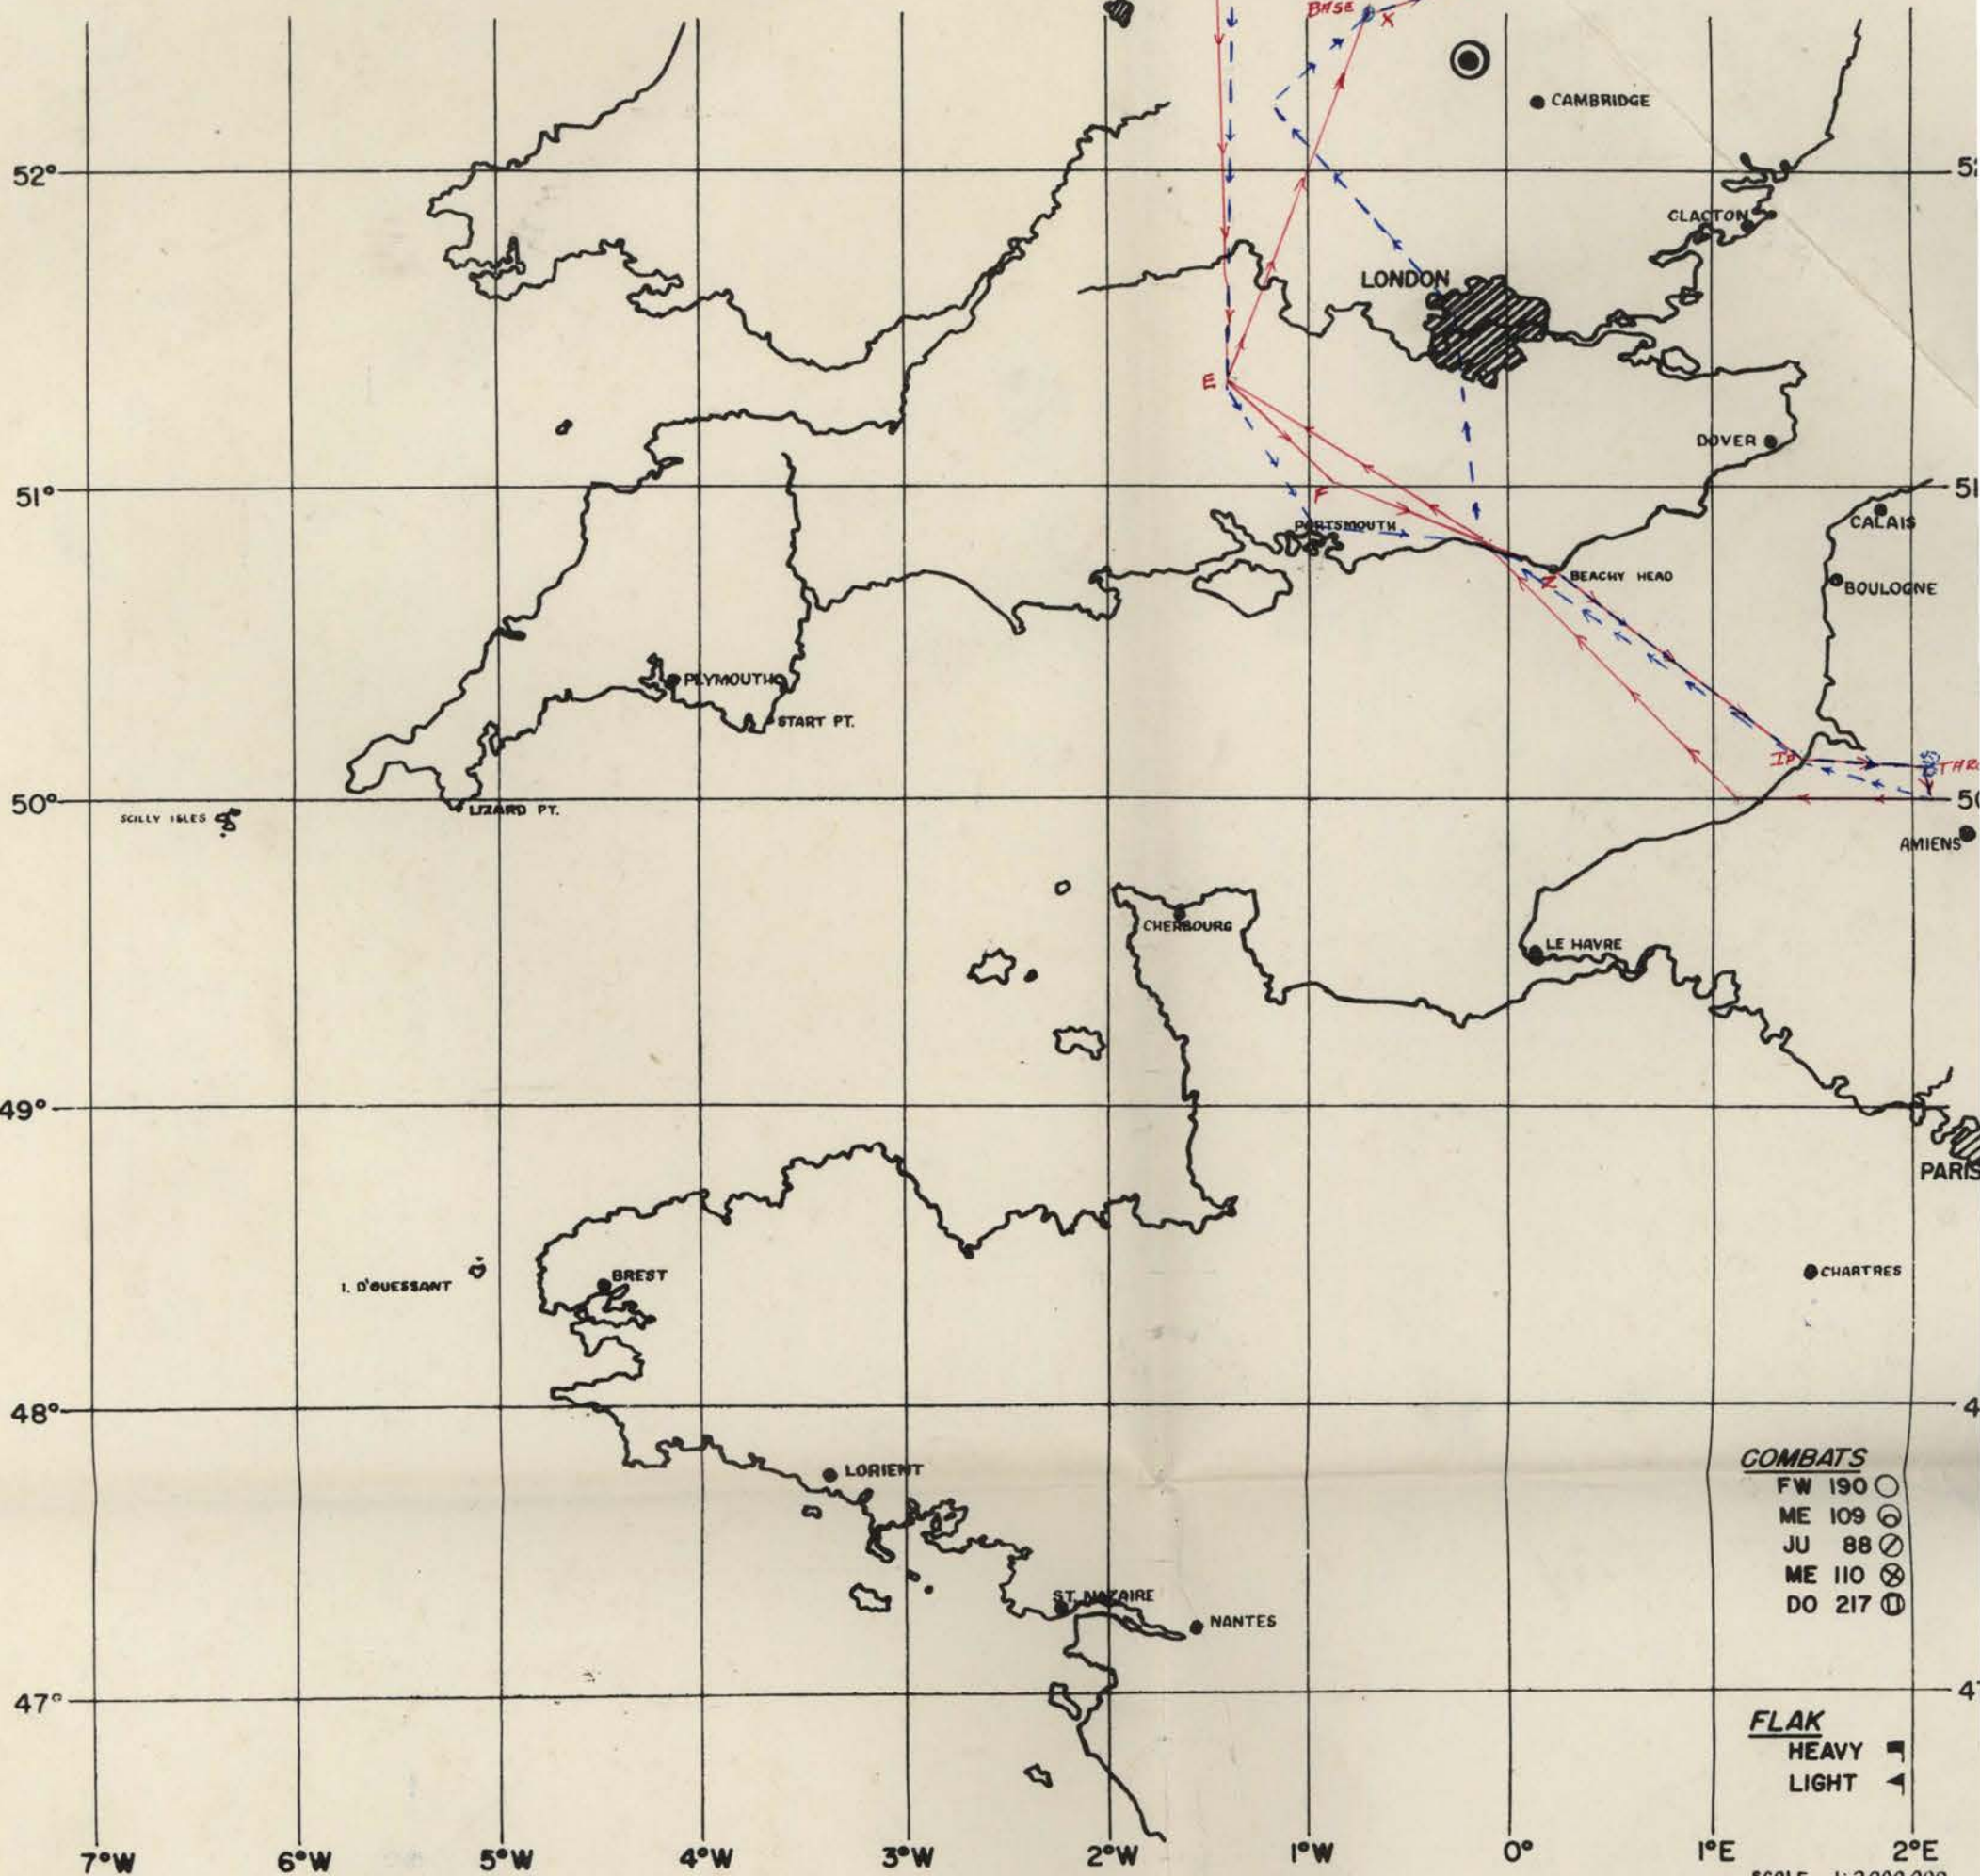 BASE
X
CAMBRIDGE
52°
CLACTON
LONDON
E
DOVER
51°
F
51
PORTSMOUTH
CALAIS
BEACHY HEAD
BOULOGNE
PLYMOUTH
START PT.
IP
50°
LIZARD PT.
SCILLY ISLES
AMIENS
CHERBOURG
LE HAVRE
49°
PARIS
I. D'OUESSANT
BREST
CHARTRES
48°
4
COMBATS
LORIENT
FW 190
ME 109
JU 88
ME 110
DO 217
ST. NAZAIRE
NANTES
47°
FLAK
HEAVY
LIGHT
7°W 6°W 5°W 4°W 3°W 2°W 1°W 0° 1°E 2°E